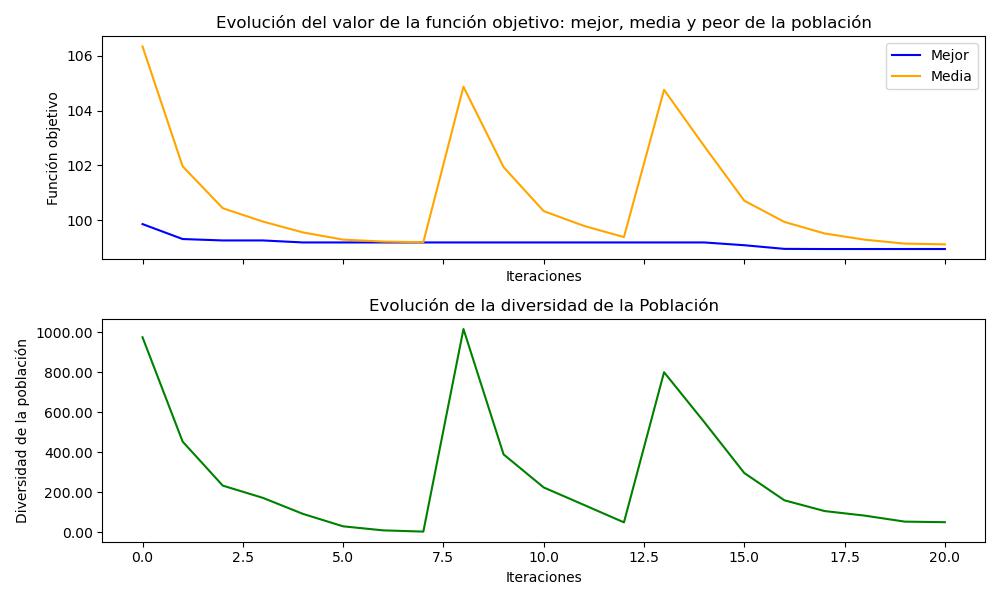 Evolución del valor de la función objetivo: mejor, media y peor de la población
Mejor
Media
Función objetivo
106
104
102
100
Iteraciones
Evolución de la diversidad de la Población
Diversidad de la población
1000.00
800.00
600.00
400.00
200.00
0.00
0.0 2.5 5.0 7.5 10.0 12.5 15.0 17.5 20.0
Iteraciones